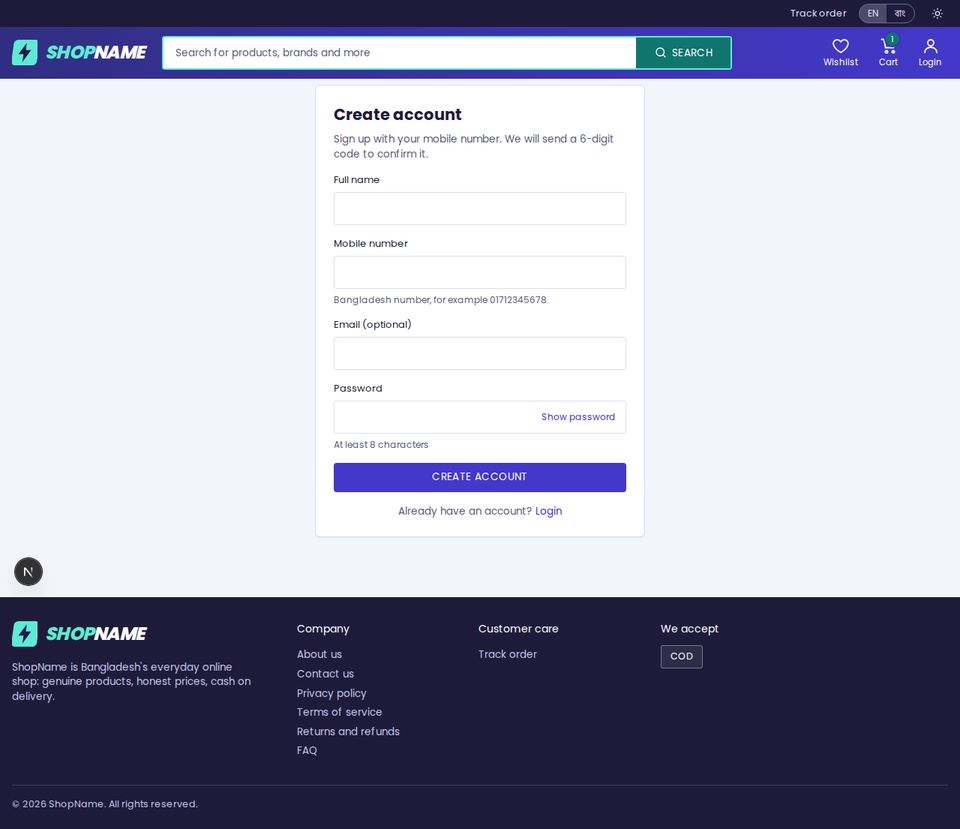 Track order EN বাং
SHOPNAME Search for products, brands and more SEARCH Wishlist 1 Cart Login
Create account
Sign up with your mobile number. We will send a 6-digit
code to confirm it.
Full name
Mobile number
Bangladesh number, for example 01712345678
Email (optional)
Password
Show password
At least 8 characters
CREATE ACCOUNT
Already have an account? Login
N
SHOPNAME
ShopName is Bangladesh's everyday online
shop: genuine products, honest prices, cash on
delivery.
Company
About us
Contact us
Privacy policy
Terms of service
Returns and refunds
FAQ
Customer care
Track order
We accept
COD
© 2026 ShopName. All rights reserved.